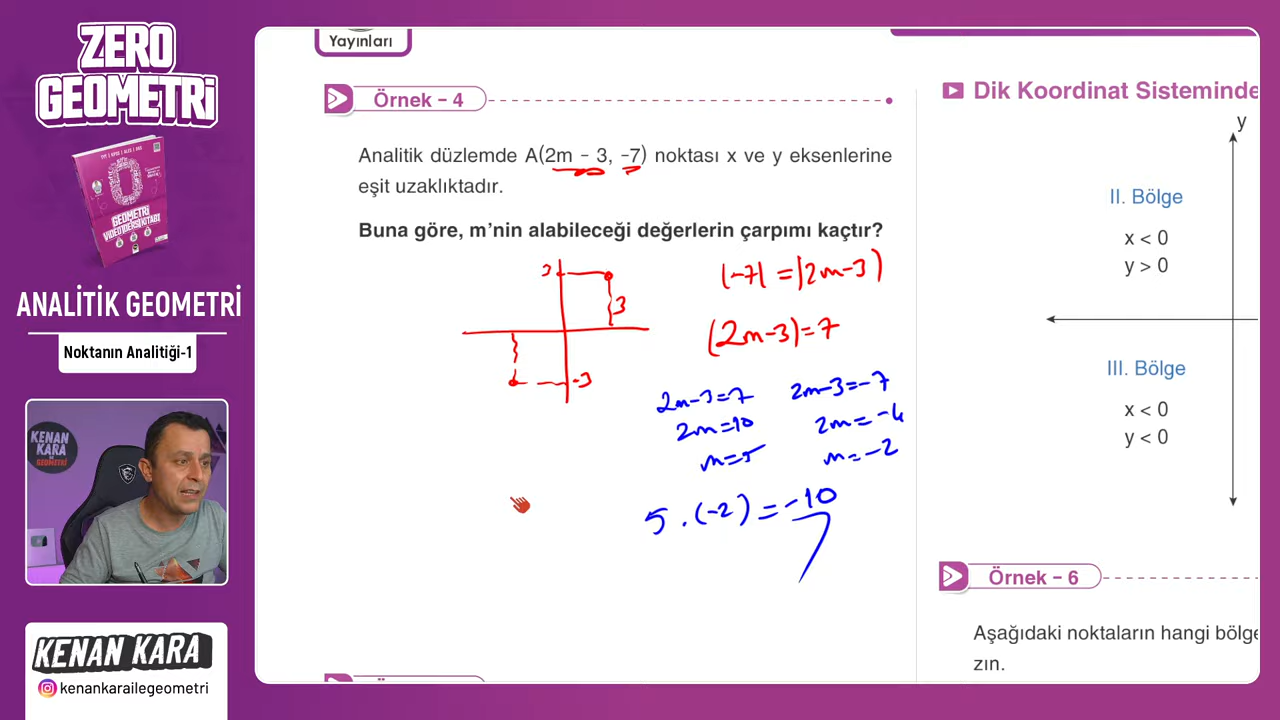 ZERO
GEOMETRİ
GEOMETRİ
VİDEO DERS KİTABI
ANALİTİK GEOMETRİ
Noktanın Analitiği-1
KENAN
KARA
KENAN KARA
kenankarailegeometri
Yayınları
Örnek – 4
Analitik düzlemde A(2m – 3, –7) noktası x ve y eksenlerine
eşit uzaklıktadır.
Buna göre, m’nin alabileceği değerlerin çarpımı kaçtır?
3
3
-3
|-7| = |2m-3|
|2m-3| = 7
2m-3=7
2m=10
m=5
2m-3=-7
2m=-4
m=-2
5 . (-2) = -10
Dik Koordinat Sisteminde
y
II. Bölge
x < 0
y > 0
III. Bölge
x < 0
y < 0
Örnek – 6
Aşağıdaki noktaların hangi bölge
zın.